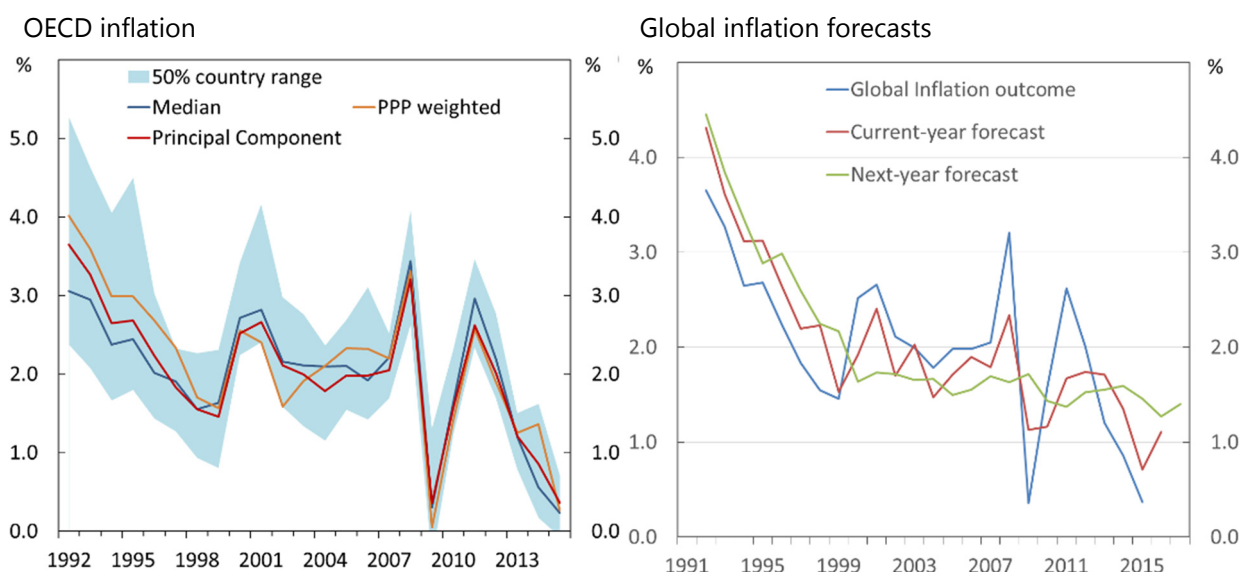 OECD inflation
%
%
50% country range
Median
PPP weighted
Principal Component
5.0
5.0
4.0
4.0
3.0
3.0
2.0
2.0
1.0
1.0
0.0
0.0
1992 1995 1998 2001 2004 2007 2010 2013
Global inflation forecasts
%
%
Global Inflation outcome
Current-year forecast
Next-year forecast
4.0
4.0
3.0
3.0
2.0
2.0
1.0
1.0
0.0
0.0
1991 1995 1999 2003 2007 2011 2015